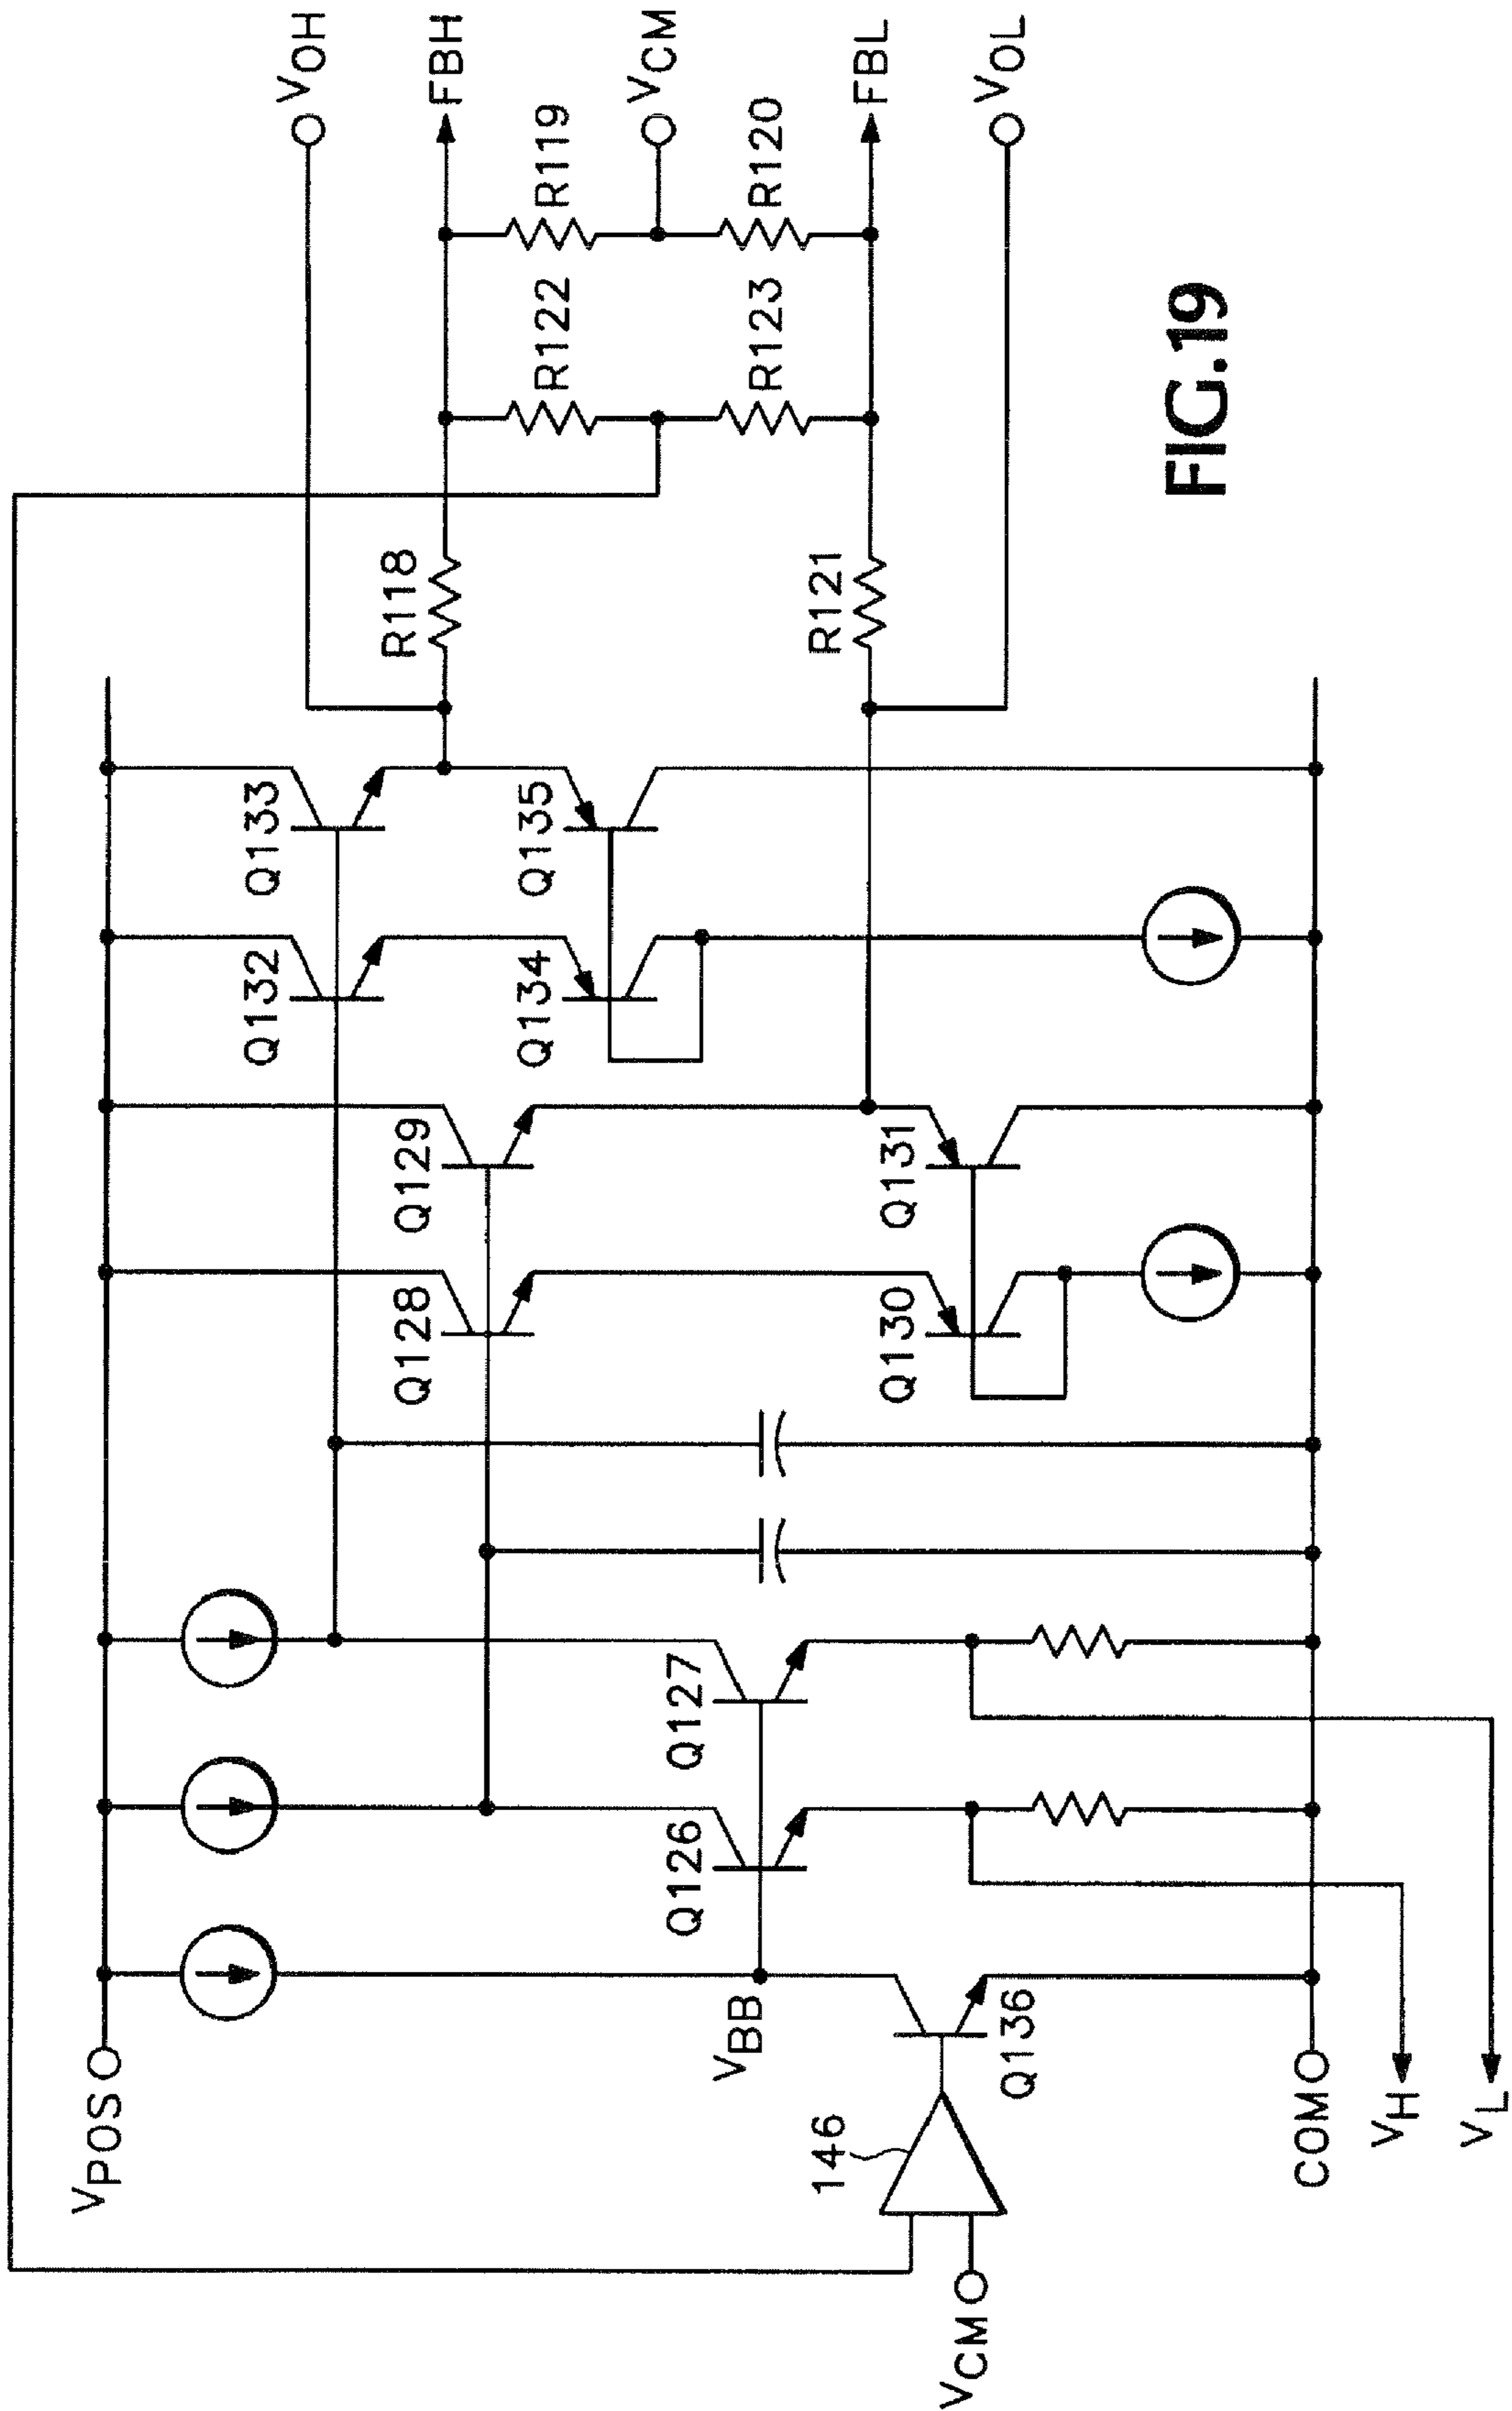 VPOS
VCM
146
Q136
VBB
COM
VH
VL
Q126
Q127
Q128
Q129
Q130
Q131
Q132
Q133
Q134
Q135
R118
R121
R122
R123
R119
R120
VOH
FBH
VCM
FBL
VOL
FIG.19